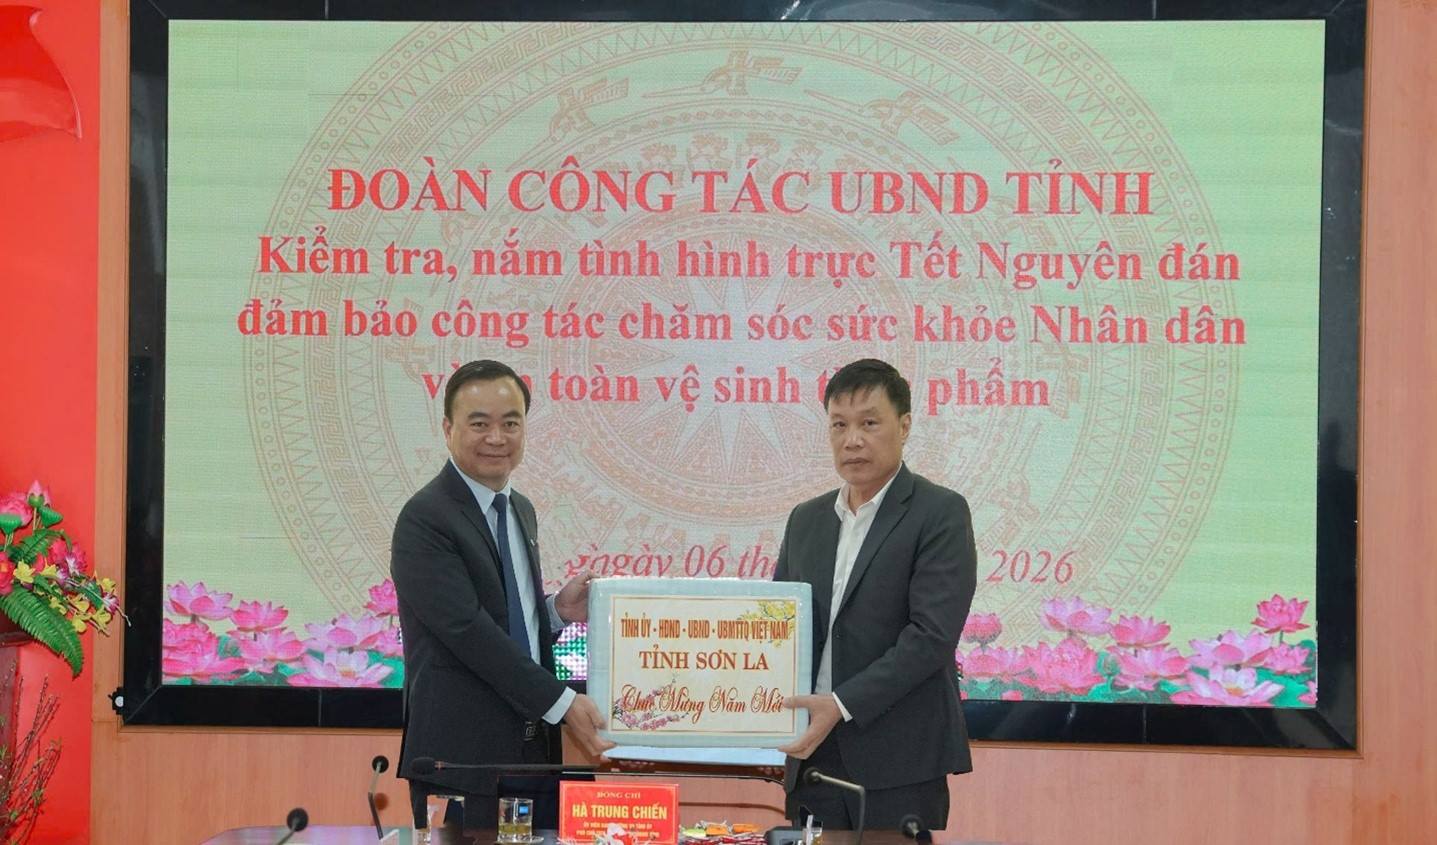 ĐOÀN CÔNG TÁC UBND TỈNH
Kiểm tra, nắm tình hình trực Tết Nguyên đán
đảm bảo công tác chăm sóc sức khỏe Nhân dân
toàn vệ sinh phẩm
ngày 06 2026
TỈNH ỦY - HĐND - UBND - UBMTTQ VIỆT NAM
TỈNH SƠN LA
Chúc Mừng Năm Mới
ĐỒNG CHÍ
HÀ TRUNG CHIẾN